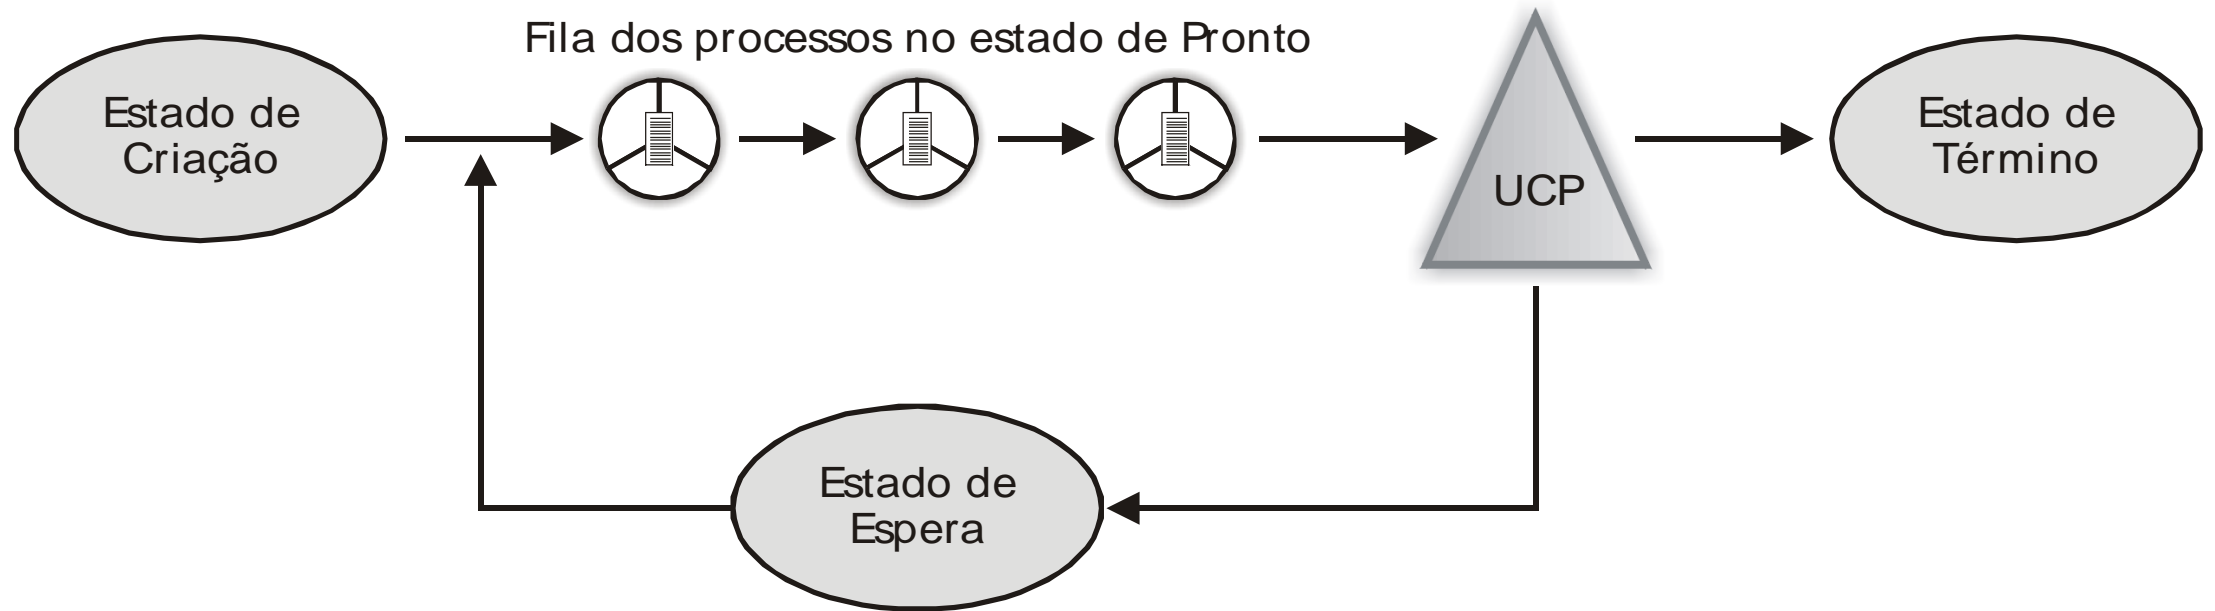 Fila dos processos no estado de Pronto
Estado de
Criação
UCP
Estado de
Término
Estado de
Espera